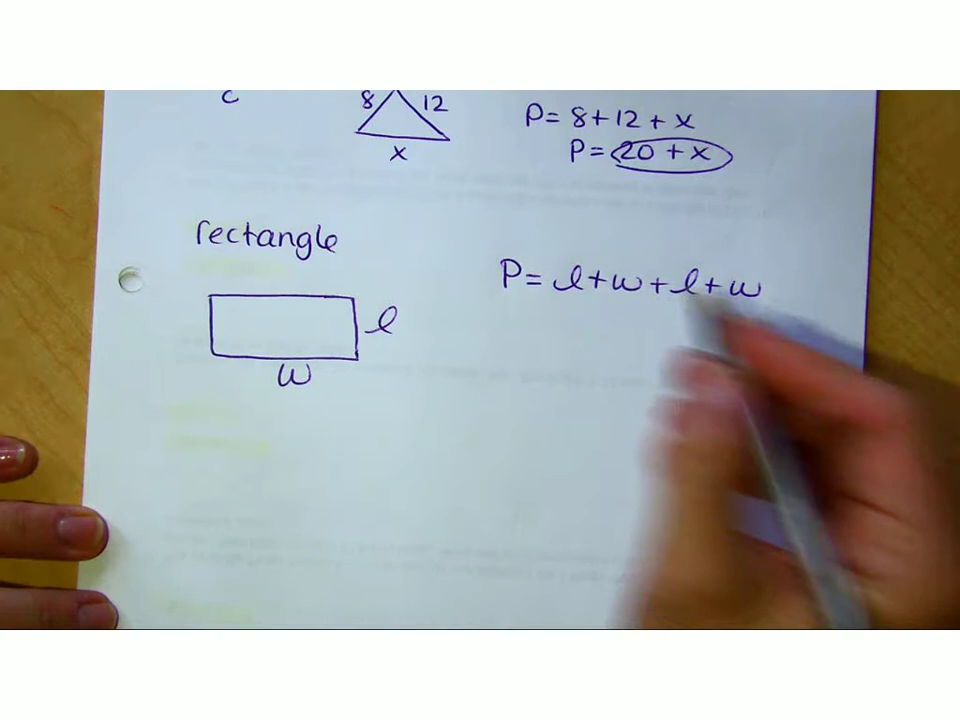 c
8 12
x
P= 8+12+x
P= 20+x
rectangle
l
w
P= l+w+l+w